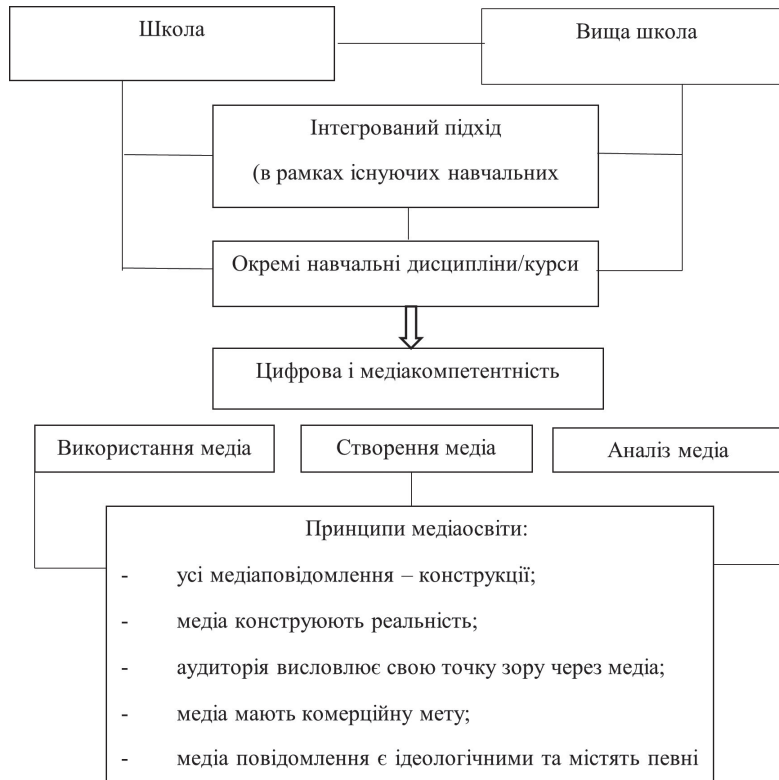 Школа
Вища школа
Інтегрований підхід
(в рамках існуючих навчальних
Окремі навчальні дисципліни/курси
Цифрова і медіакомпетентність
Використання медіа
Створення медіа
Аналіз медіа
Принципи медіаосвіти:
- усі медіаповідомлення – конструкції;
- медіа конструюють реальність;
- аудиторія висловлює свою точку зору через медіа;
- медіа мають комерційну мету;
- медіа повідомлення є ідеологічними та містять певні